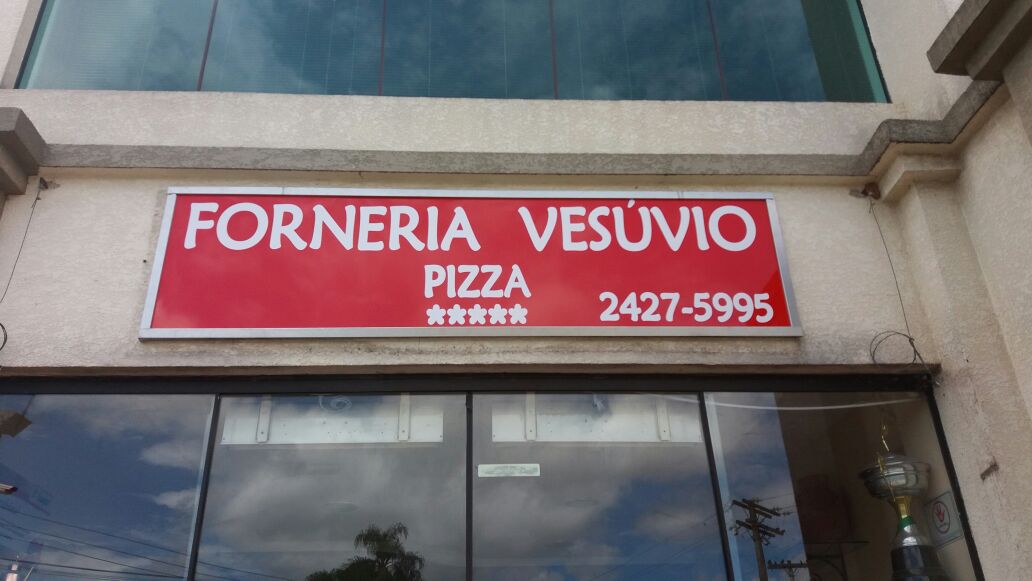 FORNERIA VESÚVIO
PIZZA
2427-5995